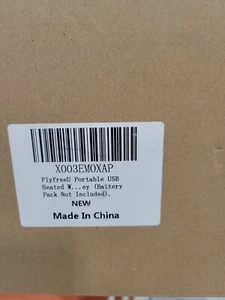 X003EMOXAP
FlyfreeU Portable USB
Heated W...ey (Battery
Pack Not Included).
NEW
Made In China